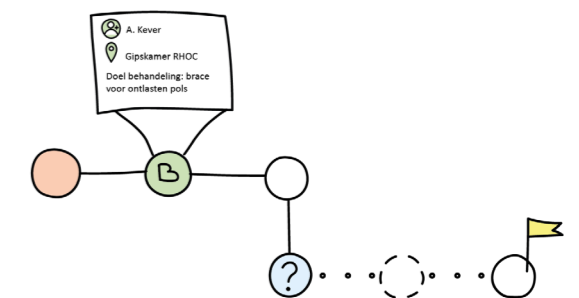 A. Kever
Gipskamer RHOC
Doel behandeling: brace
voor ontlasten pols
B
?